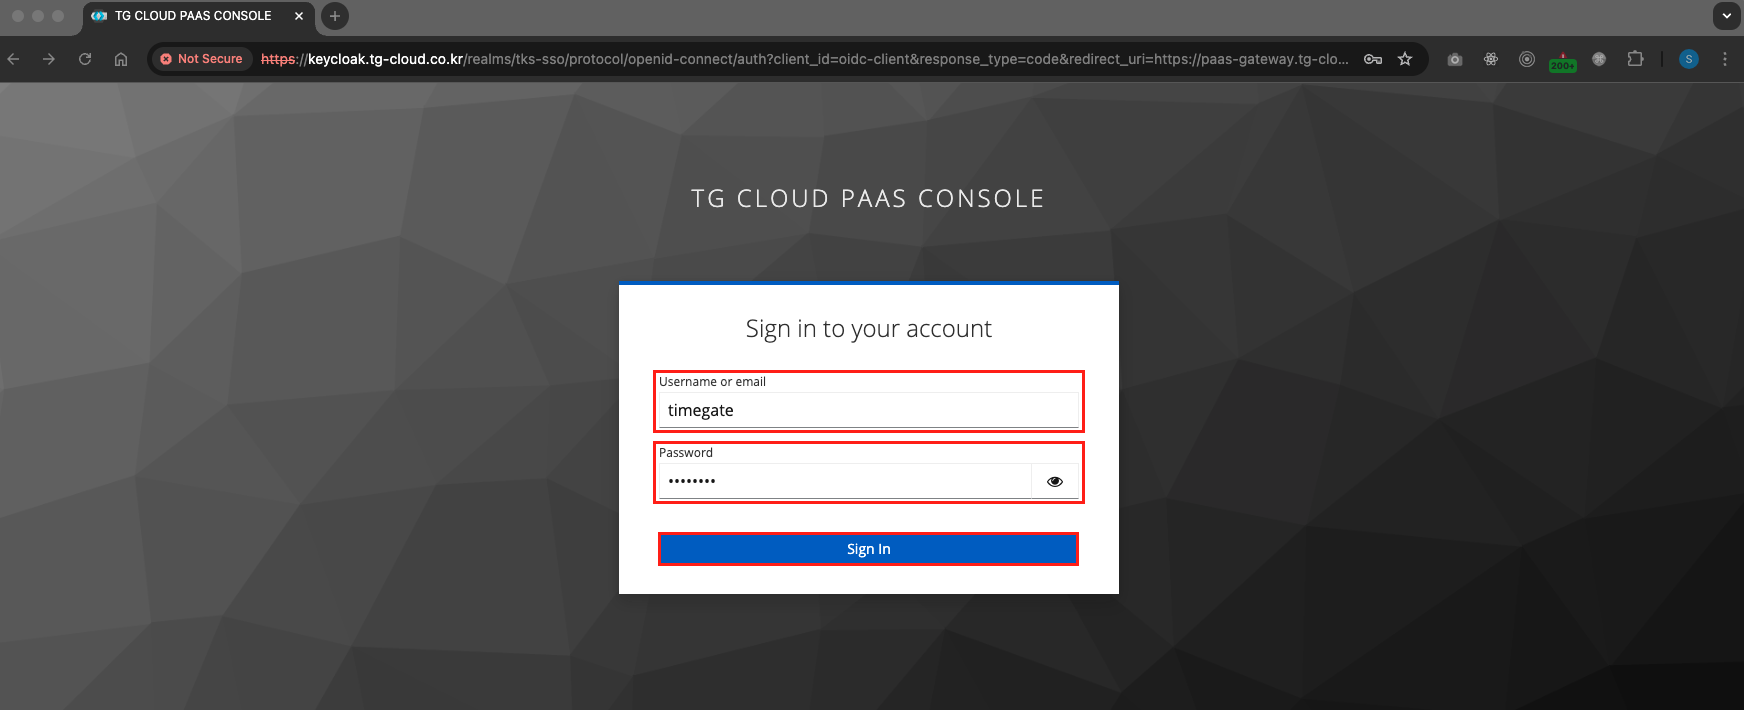 TG CLOUD PAAS CONSOLE
Not Secure https://keycloak.tg-cloud.co.kr/realms/tks-sso/protocol/openid-connect/auth?client_id=oidc-client&response_type=code&redirect_uri=https://paas-gateway.tg-clo...
200+
S
TG CLOUD PAAS CONSOLE
Sign in to your account
Username or email
timegate
Password
••••••••
Sign In